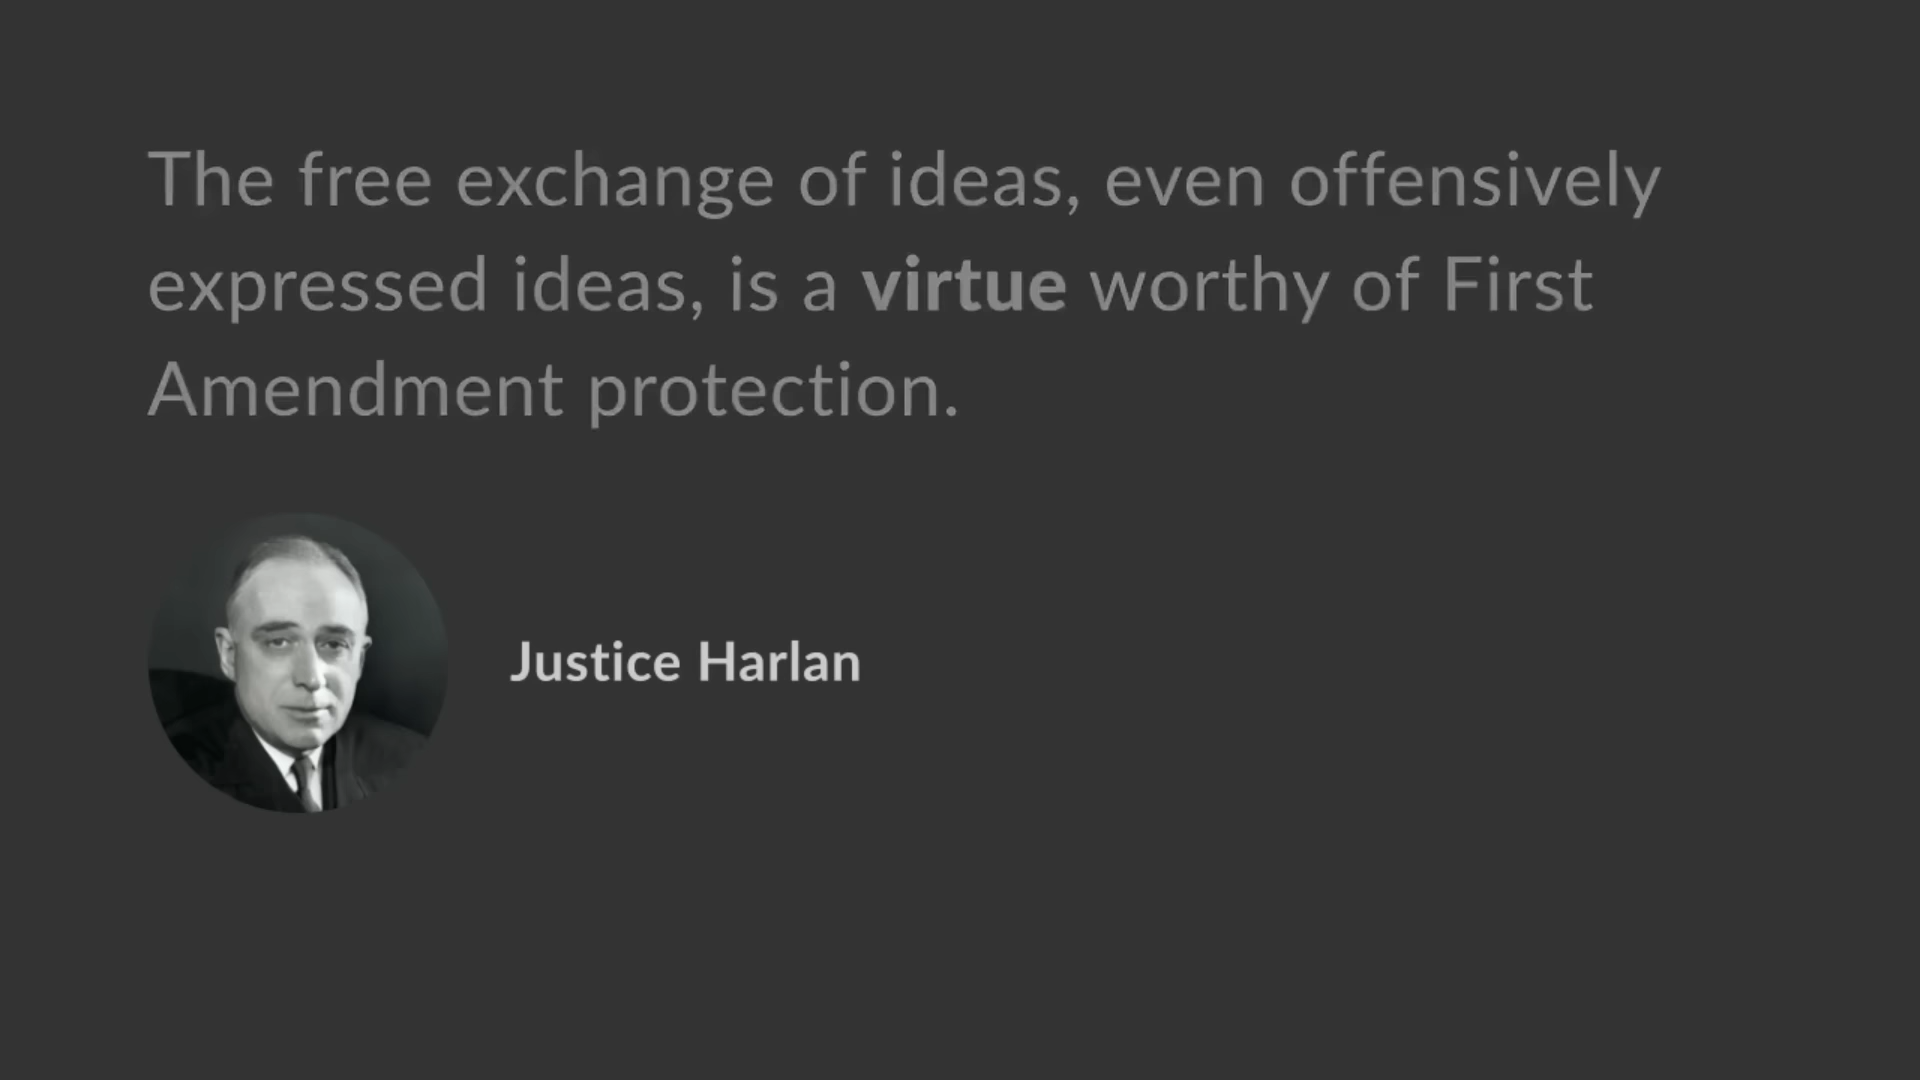 The free exchange of ideas, even offensively
expressed ideas, is a virtue worthy of First
Amendment protection.
Justice Harlan